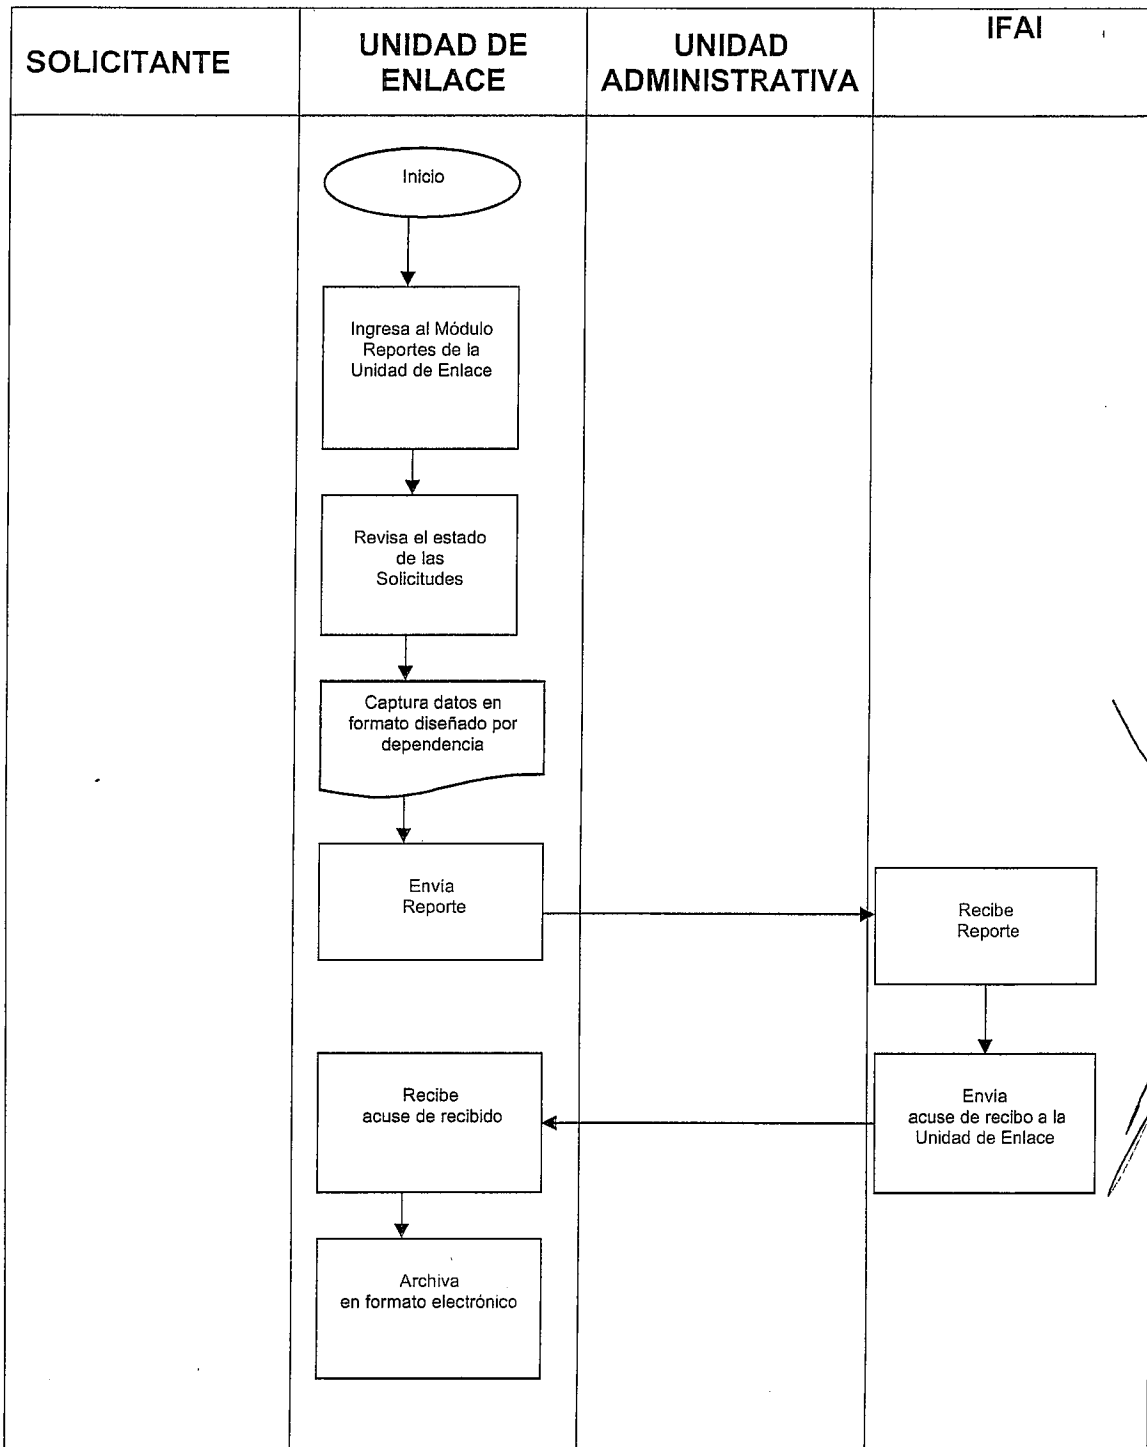 SOLICITANTE
UNIDAD DE
ENLACE
UNIDAD
ADMINISTRATIVA
IFAI
Inicio
Ingresa al Módulo
Reportes de la
Unidad de Enlace
Revisa el estado
de las
Solicitudes
Captura datos en
formato diseñado por
dependencia
Envía
Reporte
Recibe
Reporte
Envia
acuse de recibo a la
Unidad de Enlace
Recibe
acuse de recibido
Archiva
en formato electrónico